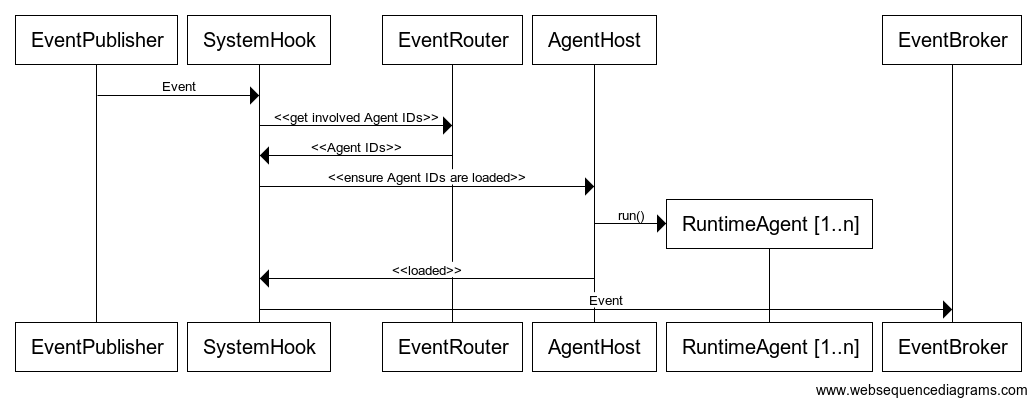 EventPublisher
SystemHook
EventRouter
AgentHost
EventBroker
Event
<<get involved Agent IDs>>
<<Agent IDs>>
<<ensure Agent IDs are loaded>>
run()
RuntimeAgent [1..n]
<<loaded>>
Event
EventPublisher
SystemHook
EventRouter
AgentHost
RuntimeAgent [1..n]
EventBroker
www.websequencediagrams.com